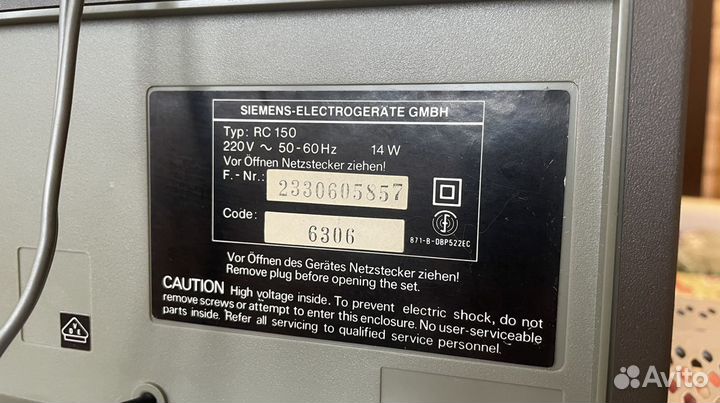 SIEMENS-ELECTROGERÄTE GMBH
Typ: RC 150
220V ~ 50-60Hz 14W
Vor Öffnen Netzstecker ziehen!
F.-Nr.: 2330605857
Code: 6306
871-B-DBP522EC
Vor Öffnen des Gerätes Netzstecker ziehen!
Remove plug before opening the set.
CAUTION High voltage inside. To prevent electric shock, do not
remove screws or attempt to enter this enclosure. No user-serviceable
parts inside. Refer all servicing to qualified service personnel.
VDE
Avito